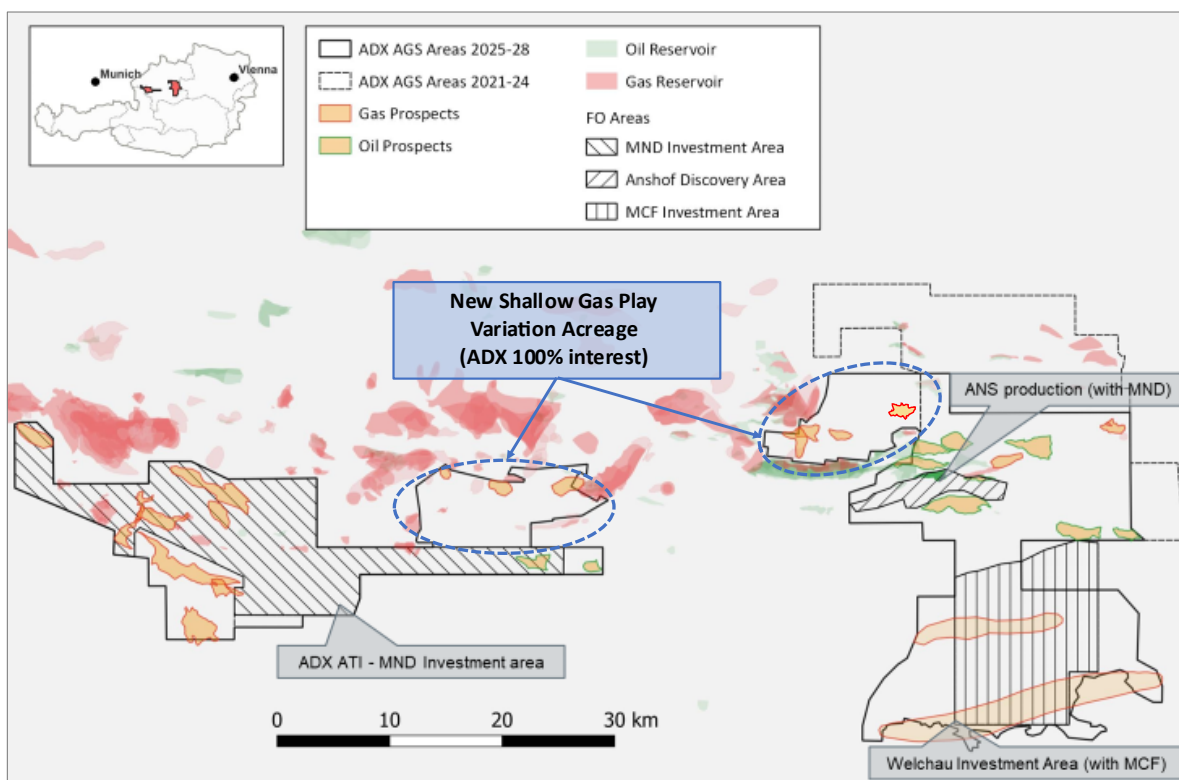 Munich
Vienna
ADX AGS Areas 2025-28
ADX AGS Areas 2021-24
Gas Prospects
Oil Prospects
Oil Reservoir
Gas Reservoir
FO Areas
MND Investment Area
Anshof Discovery Area
MCF Investment Area
New Shallow Gas Play
Variation Acreage
(ADX 100% interest)
ANS production (with MND)
ADX ATI - MND Investment area
0 10 20 30 km
Welchau Investment Area (with MCF)